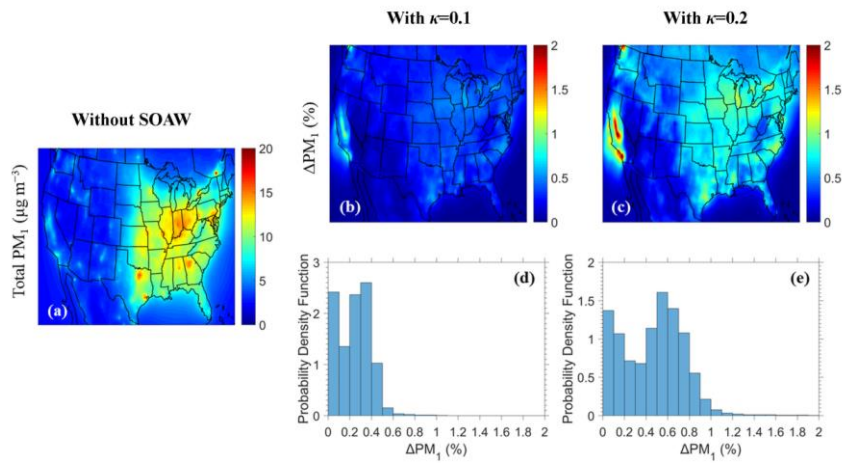 With κ=0.1
With κ=0.2
Without SOAW
Total PM₁ (μg m⁻³)
(a)
20
15
10
5
0
ΔPM₁ (%)
(b)
2
1.5
1
0.5
0
(c)
2
1.5
1
0.5
0
Probability Density Function
(d)
3
2
1
0
0 0.2 0.4 0.6 0.8 1 1.2 1.4 1.6 1.8 2
ΔPM₁ (%)
Probability Density Function
(e)
2
1.5
1
0.5
0
0 0.2 0.4 0.6 0.8 1 1.2 1.4 1.6 1.8 2
ΔPM₁ (%)